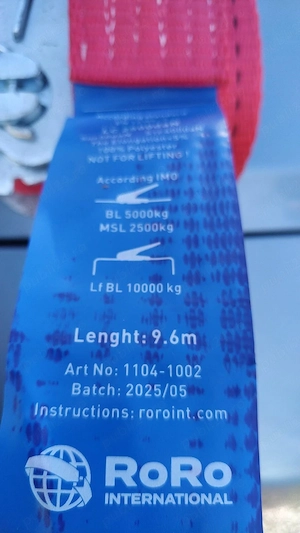 100% Polyester
NOT FOR LIFTING!
According IMO
BL 5000kg
MSL 2500kg
Lf BL 10000 kg
Lenght: 9.6m
Art No: 1104-1002
Batch: 2025/05
Instructions: roroint.com
RoRo
INTERNATIONAL